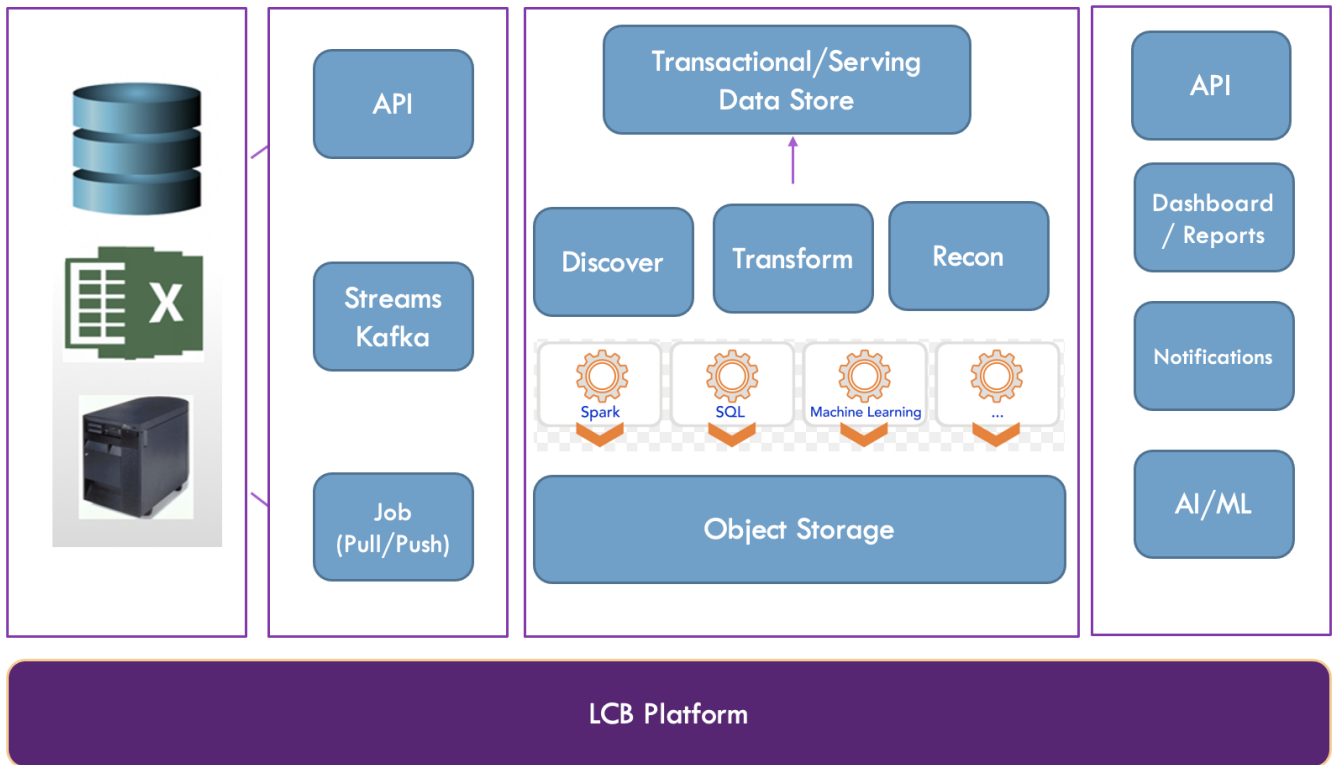 API
Streams
Kafka
Job
(Pull/Push)
Transactional/Serving
Data Store
Discover
Transform
Recon
Spark
SQL
Machine Learning
...
Object Storage
API
Dashboard
/ Reports
Notifications
AI/ML
LCB Platform
X